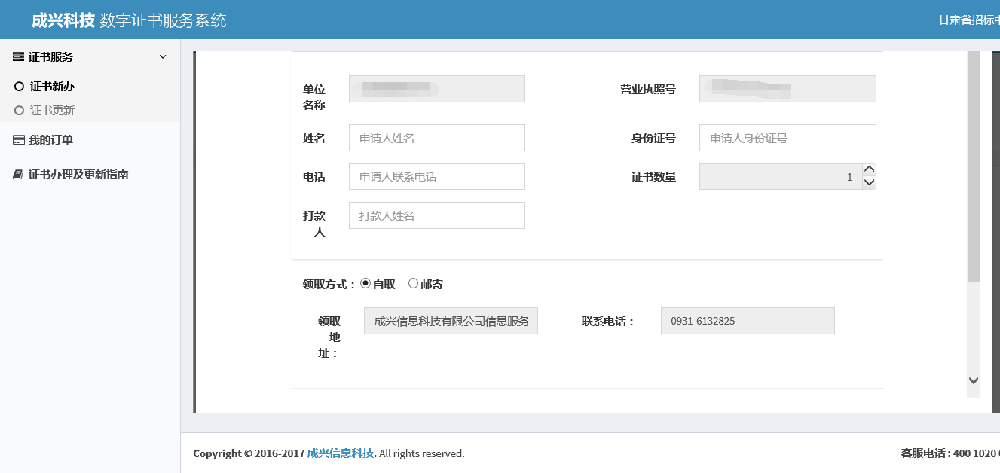 成兴科技 数字证书服务系统
甘肃省招标
证书服务
证书新办
证书更新
我的订单
证书办理及更新指南
单位名称
营业执照号
姓名 申请人姓名
身份证号 申请人身份证号
电话 申请人联系电话
证书数量 1
打款人 打款人姓名
领取方式： 自取 邮寄
领取地址： 成兴信息科技有限公司信息服务
联系电话： 0931-6132825
Copyright © 2016-2017 成兴信息科技. All rights reserved.
客服电话 : 400 1020